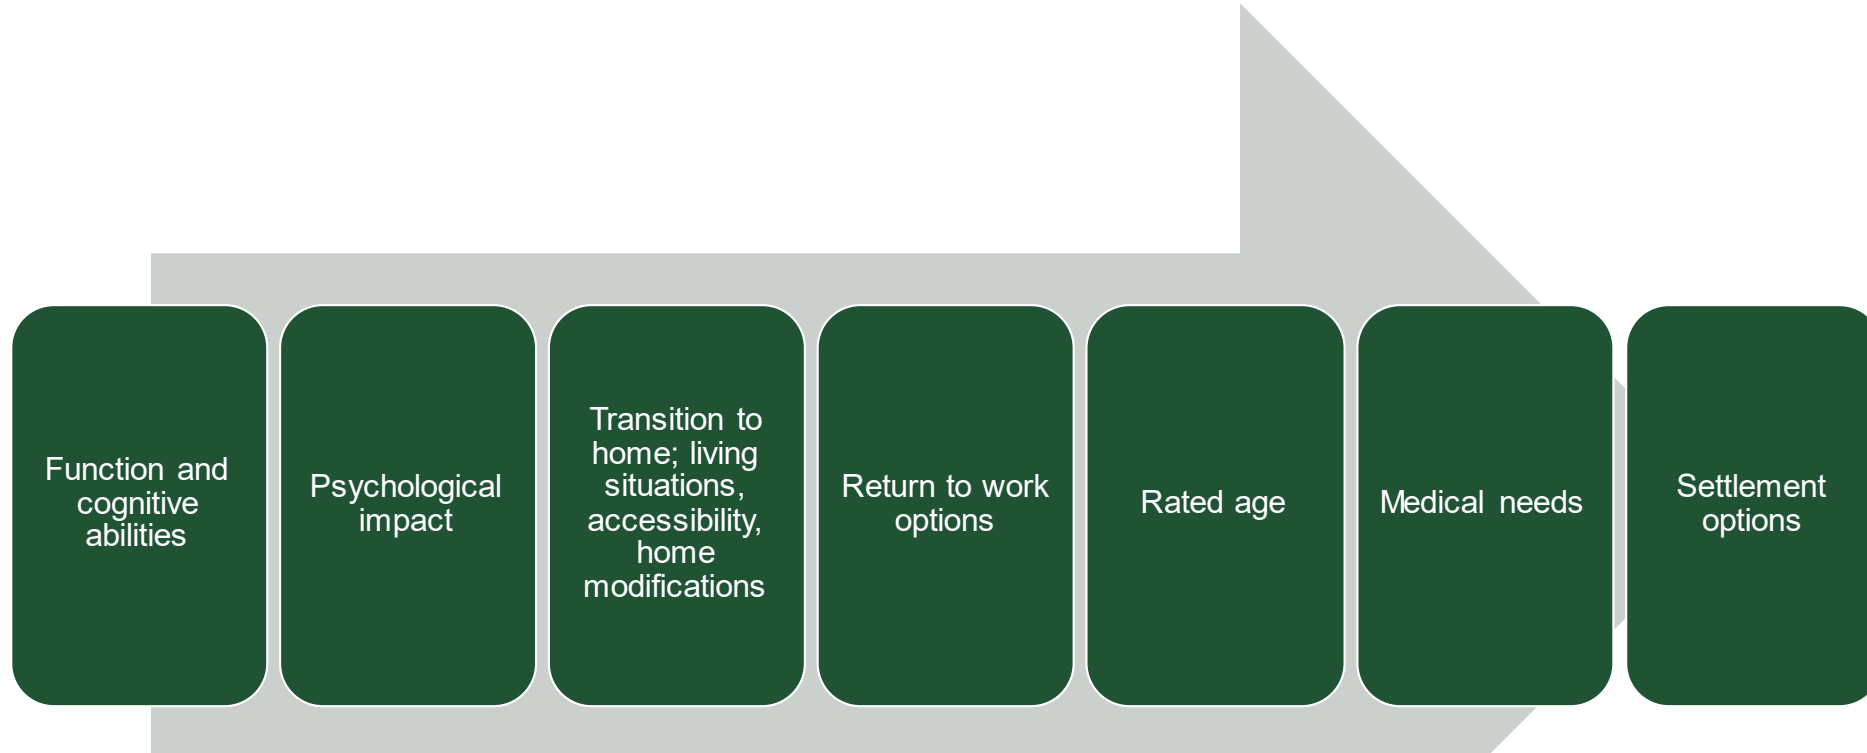 Function and
cognitive
abilities
Psychological
impact
Transition to
home; living
situations,
accessibility,
home
modifications
Return to work
options
Rated age
Medical needs
Settlement
options